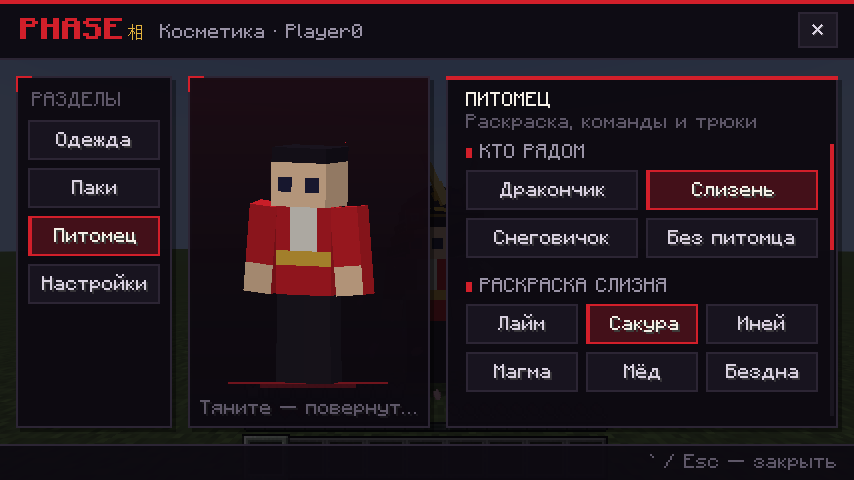 PHASE 相 Косметика · Player0
×
РАЗДЕЛЫ
Одежда
Паки
Питомец
Настройки
Тяните — повернут...
ПИТОМЕЦ
Раскраска, команды и трюки
КТО РЯДОМ
Дракончик
Слизень
Снеговичок
Без питомца
РАСКРАСКА СЛИЗНЯ
Лайм
Сакура
Иней
Магма
Мёд
Бездна
` / Esc — закрыть